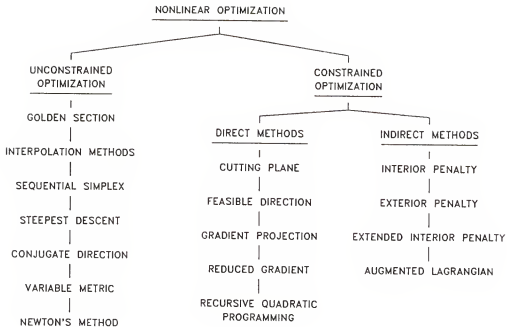 NONLINEAR OPTIMIZATION
UNCONSTRAINED
OPTIMIZATION
GOLDEN SECTION
INTERPOLATION METHODS
SEQUENTIAL SIMPLEX
STEEPEST DESCENT
CONJUGATE DIRECTION
VARIABLE METRIC
NEWTON'S METHOD
CONSTRAINED
OPTIMIZATION
DIRECT METHODS
CUTTING PLANE
FEASIBLE DIRECTION
GRADIENT PROJECTION
REDUCED GRADIENT
RECURSIVE QUADRATIC
PROGRAMMING
INDIRECT METHODS
INTERIOR PENALTY
EXTERIOR PENALTY
EXTENDED INTERIOR PENALTY
AUGMENTED LAGRANGIAN